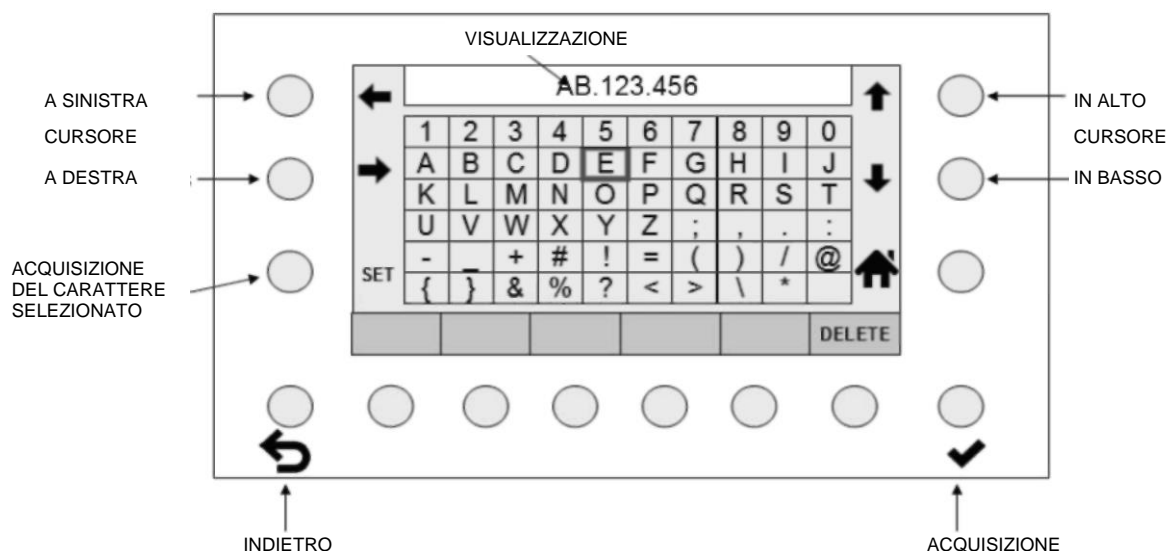 VISUALIZZAZIONE
AB.123.456
A SINISTRA
CURSORE
A DESTRA
ACQUISIZIONE
DEL CARATTERE
SELEZIONATO
1 2 3 4 5 6 7 8 9 0
A B C D E F G H I J
K L M N O P Q R S T
U V W X Y Z ; , . :
- _ + # ! = ( ) / @
SET
{ } & % ? < > \ *
DELETE
IN ALTO
CURSORE
IN BASSO
INDIETRO
ACQUISIZIONE